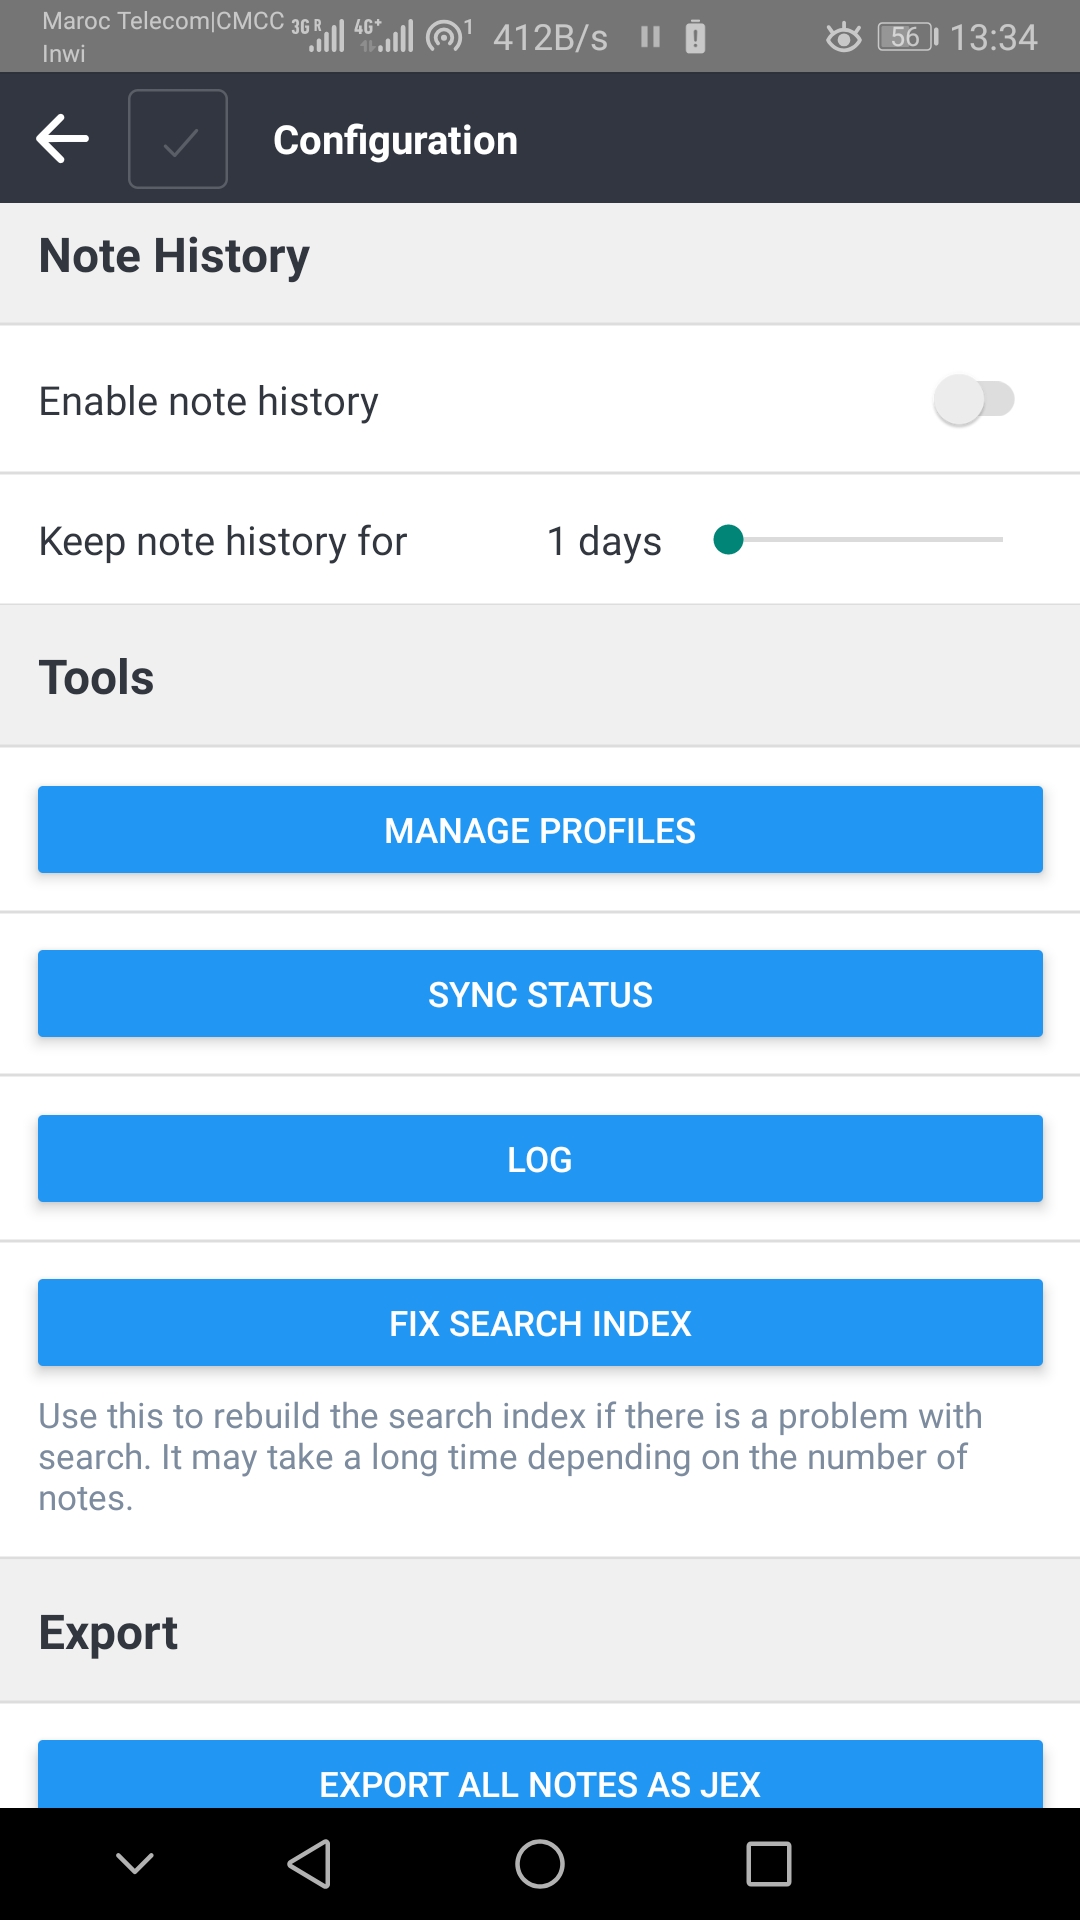 Maroc Telecom|CMCC
Inwi
3G R 4G+ 1 412B/s 56 13:34
Configuration
Note History
Enable note history
Keep note history for 1 days
Tools
MANAGE PROFILES
SYNC STATUS
LOG
FIX SEARCH INDEX
Use this to rebuild the search index if there is a problem with
search. It may take a long time depending on the number of
notes.
Export
EXPORT ALL NOTES AS JEX